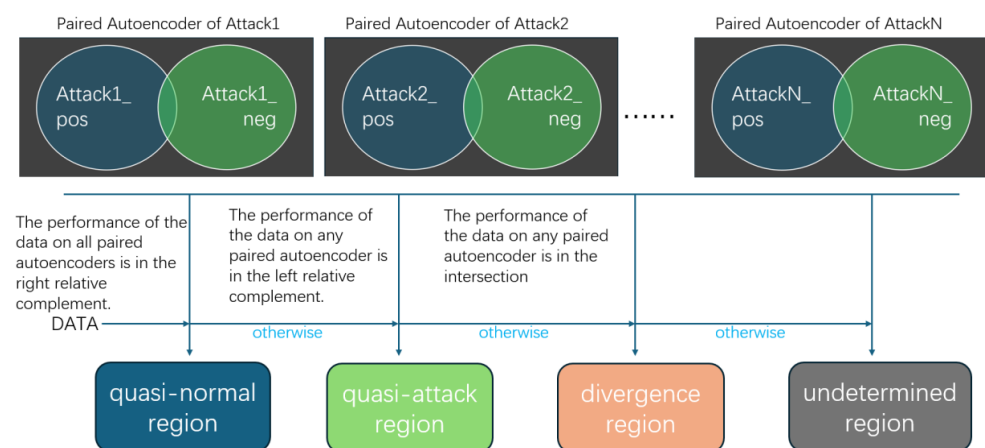 Paired Autoencoder of Attack1
Paired Autoencoder of Attack2
Paired Autoencoder of AttackN
Attack1_
pos
Attack1_
neg
Attack2_
pos
Attack2_
neg
……
AttackN_
pos
AttackN_
neg
The performance of the
data on all paired
autoencoders is in the
right relative
complement.
The performance of
the data on any
paired autoencoder is
in the left relative
complement.
The performance of
the data on any paired
autoencoder is in the
intersection
DATA
otherwise
otherwise
otherwise
quasi-normal
region
quasi-attack
region
divergence
region
undetermined
region